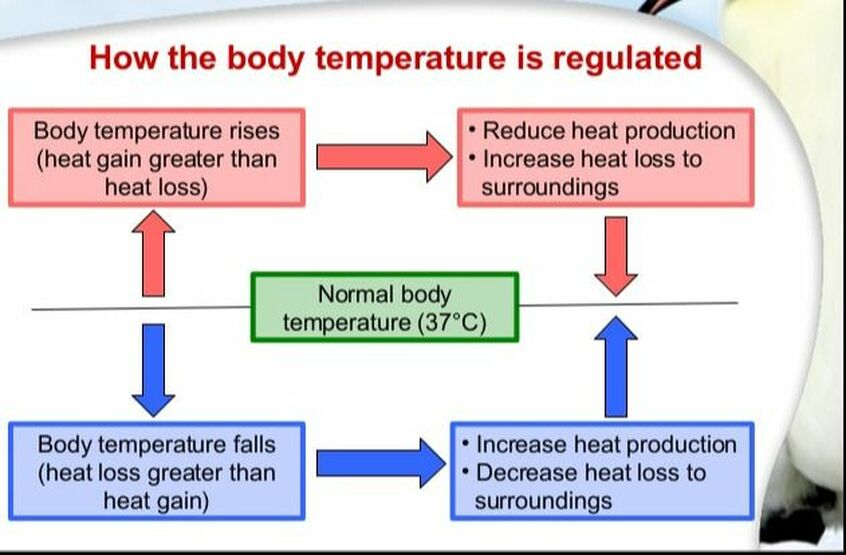 How the body temperature is regulated
Body temperature rises
(heat gain greater than
heat loss)
• Reduce heat production
• Increase heat loss to
surroundings
Normal body
temperature (37°C)
Body temperature falls
(heat loss greater than
heat gain)
• Increase heat production
• Decrease heat loss to
surroundings